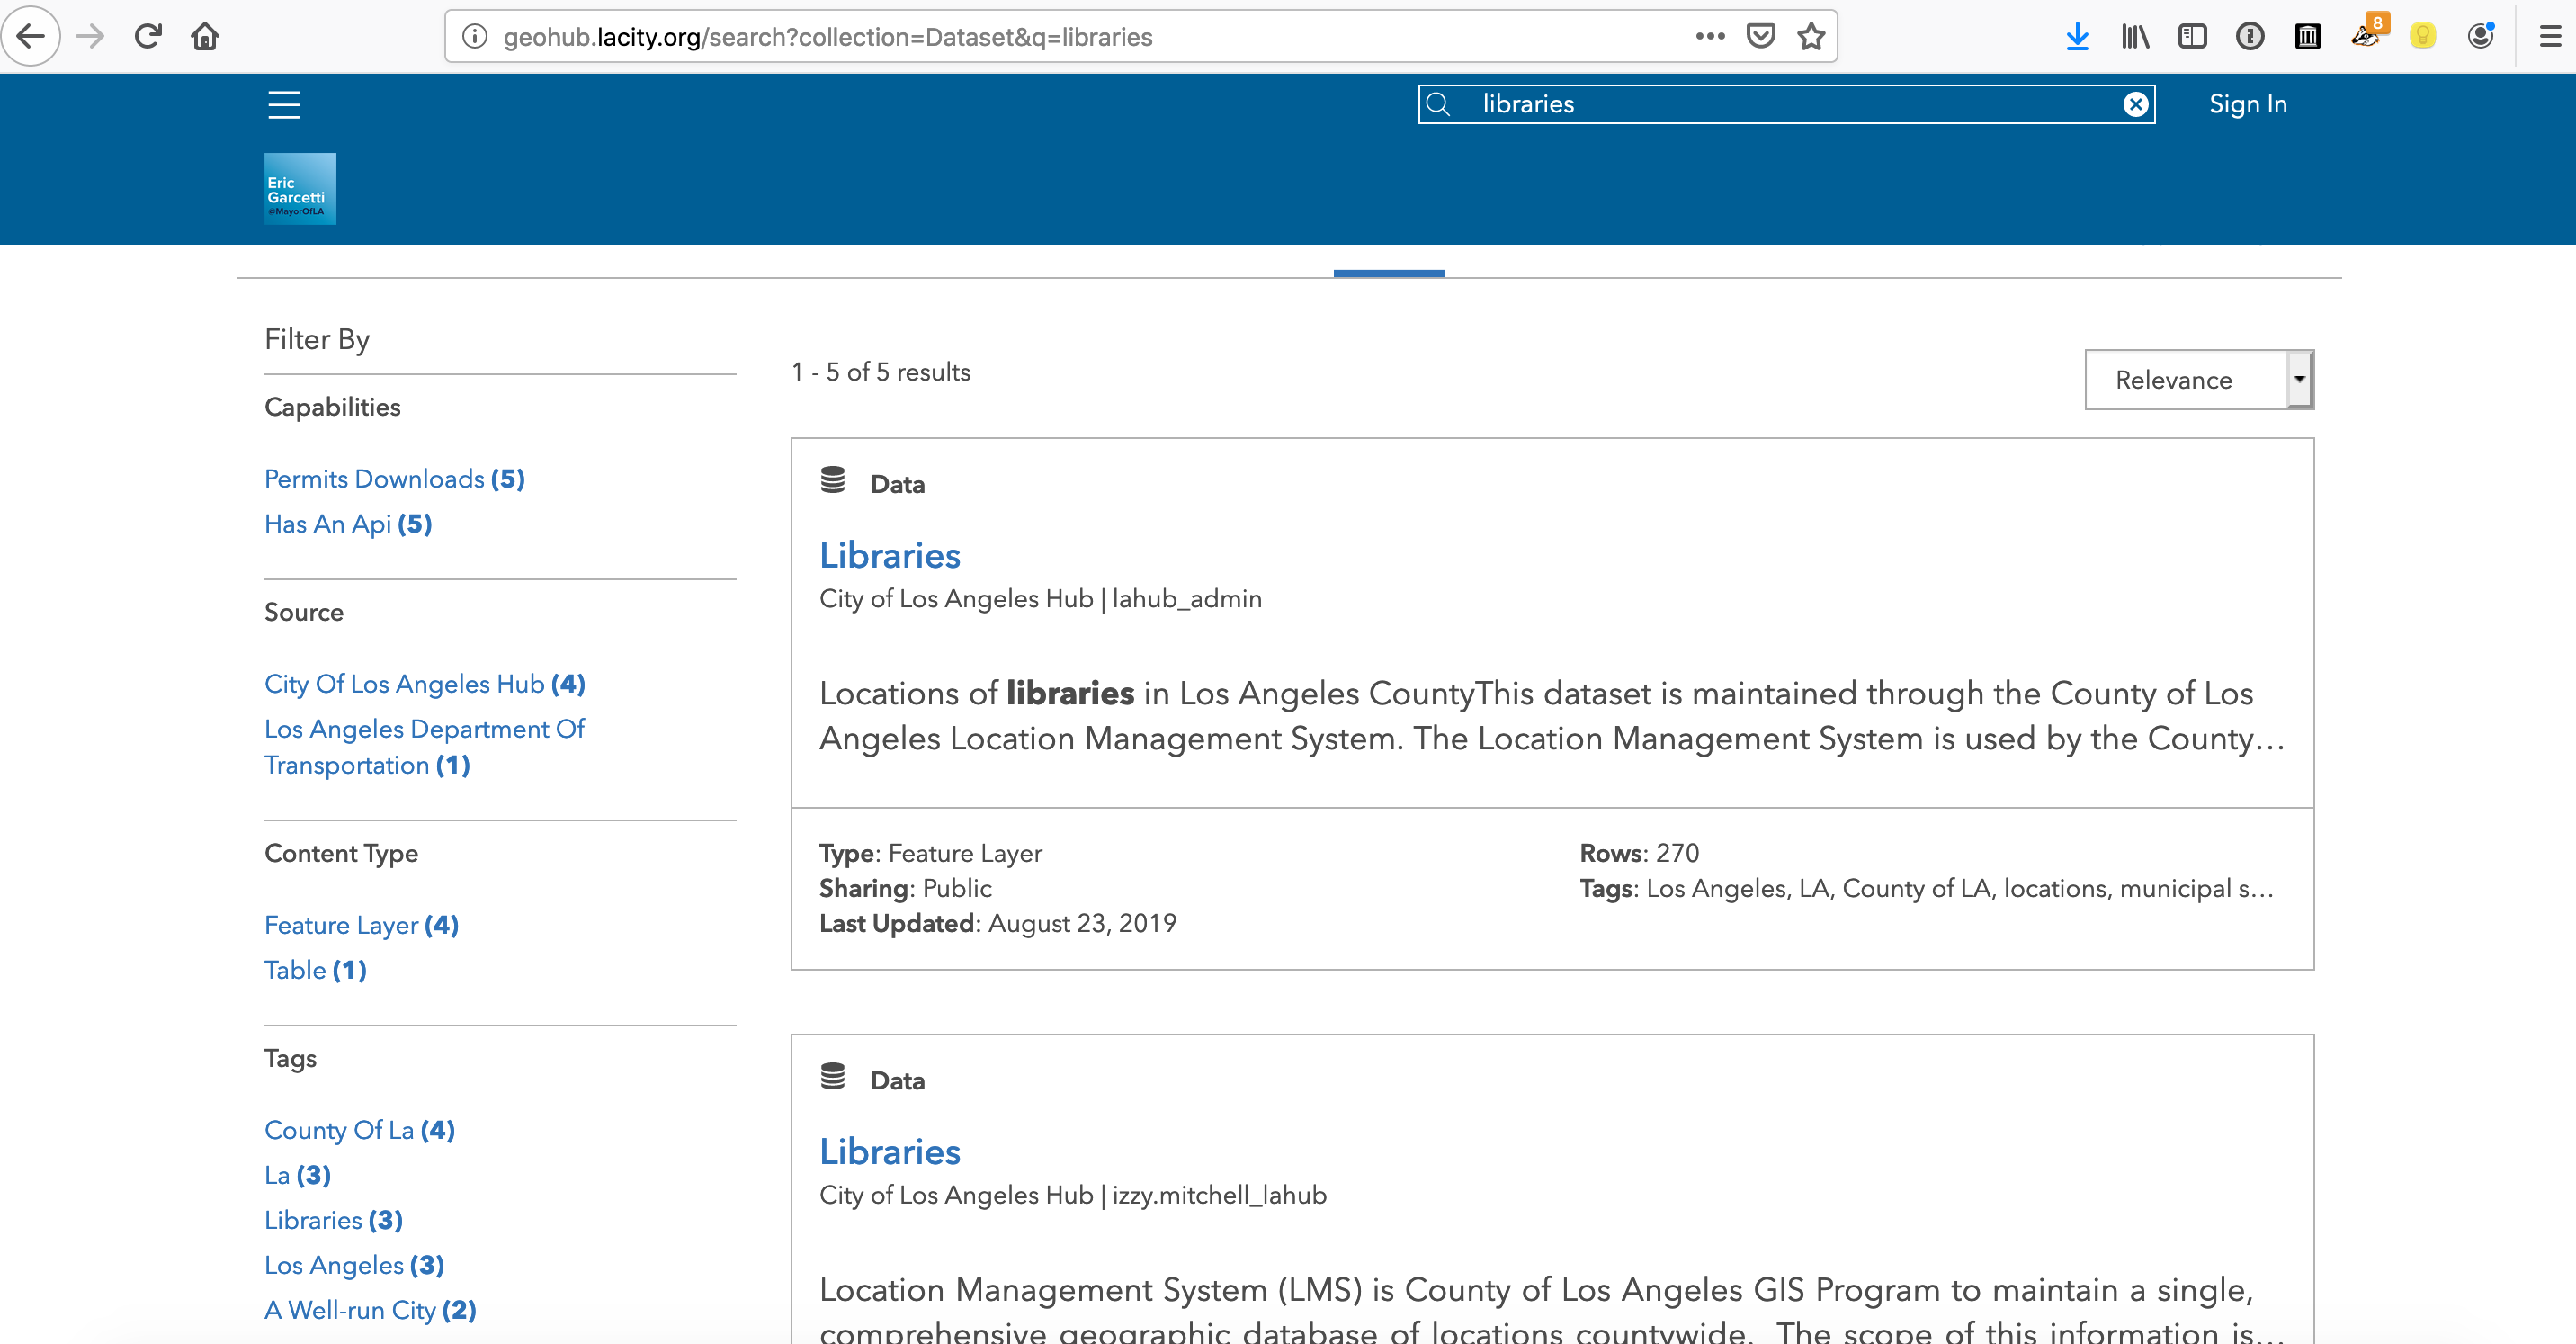 geohub.lacity.org/search?collection=Dataset&q=libraries
8
libraries
Sign In
Eric
Garcetti
@MayorOfLA
Filter By
Capabilities
Permits Downloads (5)
Has An Api (5)
Source
City Of Los Angeles Hub (4)
Los Angeles Department Of
Transportation (1)
Content Type
Feature Layer (4)
Table (1)
Tags
County Of La (4)
La (3)
Libraries (3)
Los Angeles (3)
A Well-run City (2)
1 - 5 of 5 results
Relevance
Data
Libraries
City of Los Angeles Hub | lahub_admin
Locations of libraries in Los Angeles CountyThis dataset is maintained through the County of Los
Angeles Location Management System. The Location Management System is used by the County...
Type: Feature Layer
Sharing: Public
Last Updated: August 23, 2019
Rows: 270
Tags: Los Angeles, LA, County of LA, locations, municipal s...
Data
Libraries
City of Los Angeles Hub | izzy.mitchell_lahub
Location Management System (LMS) is County of Los Angeles GIS Program to maintain a single,
comprehensive geographic database of locations countywide. The scope of this information is...